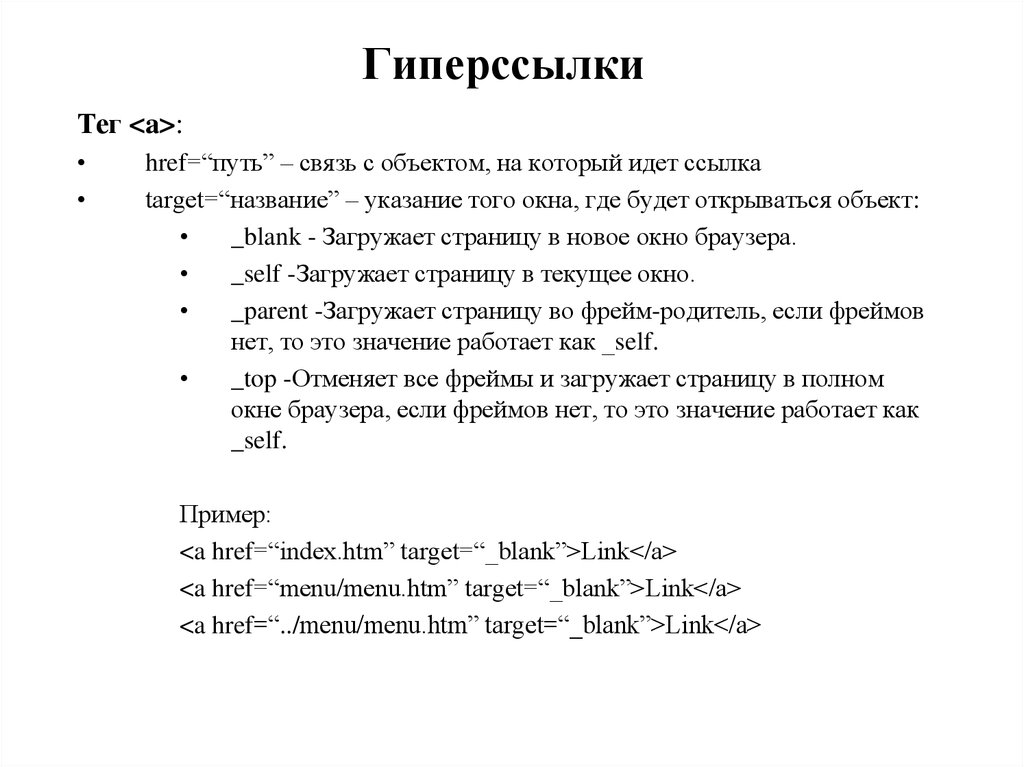 Гиперссылки
Тег <a>:
• href=“путь” – связь с объектом, на который идет ссылка
• target=“название” – указание того окна, где будет открываться объект:
• _blank - Загружает страницу в новое окно браузера.
• _self -Загружает страницу в текущее окно.
• _parent -Загружает страницу во фрейм-родитель, если фреймов
нет, то это значение работает как _self.
• _top -Отменяет все фреймы и загружает страницу в полном
окне браузера, если фреймов нет, то это значение работает как
_self.
Пример:
<a href=“index.htm” target=“_blank”>Link</a>
<a href=“menu/menu.htm” target=“_blank”>Link</a>
<a href=“../menu/menu.htm” target=“_blank”>Link</a>